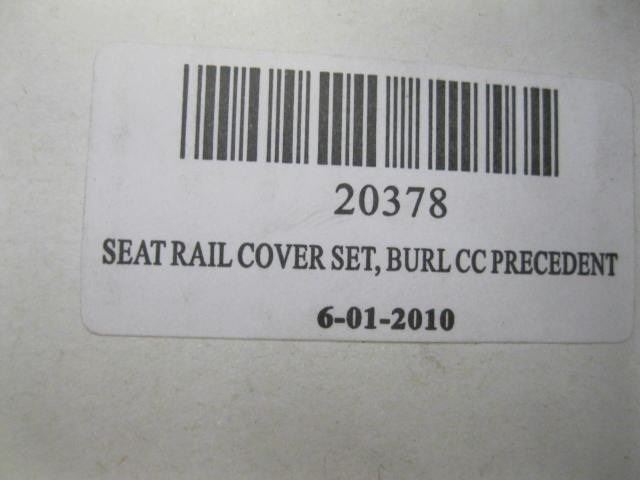 20378
SEAT RAIL COVER SET, BURL CC PRECEDENT
6-01-2010